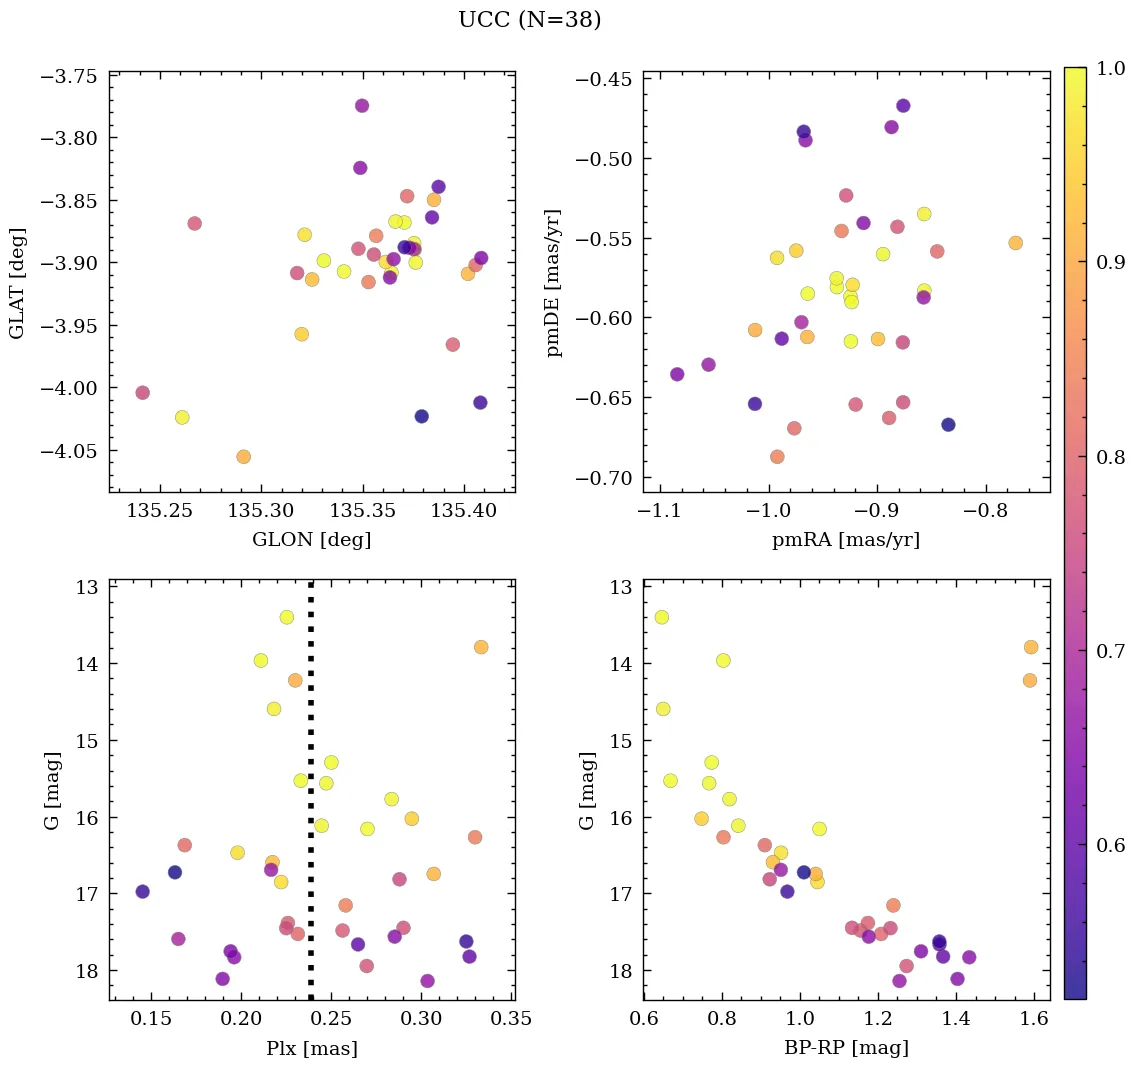 UCC (N=38)
−3.75
−3.80
−3.85
−3.90
−3.95
−4.00
−4.05
GLAT [deg]
135.25 135.30 135.35 135.40
GLON [deg]
−0.45
−0.50
−0.55
−0.60
−0.65
−0.70
pmDE [mas/yr]
−1.1 −1.0 −0.9 −0.8
pmRA [mas/yr]
1.0
0.9
0.8
0.7
0.6
13
14
15
16
17
18
G [mag]
0.15 0.20 0.25 0.30 0.35
Plx [mas]
13
14
15
16
17
18
G [mag]
0.6 0.8 1.0 1.2 1.4 1.6
BP-RP [mag]